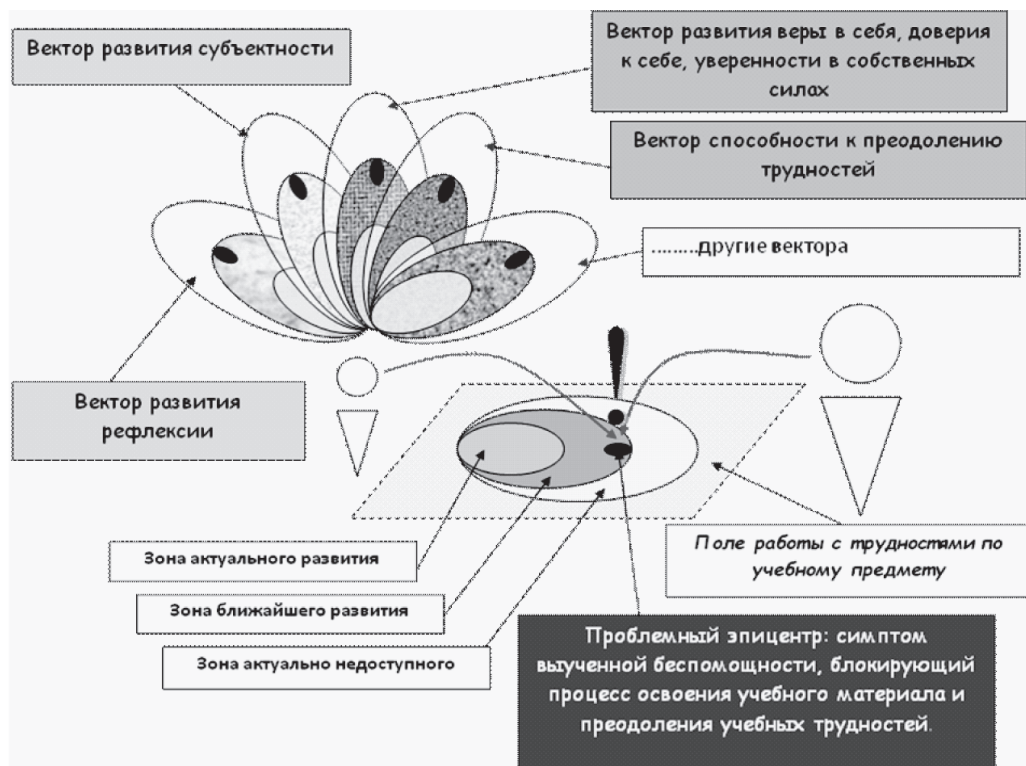 Вектор развития субъектности
Вектор развития веры в себя, доверия
к себе, уверенности в собственных
силах
Вектор способности к преодолению
трудностей
.........другие вектора
Вектор развития
рефлексии
Зона актуального развития
Зона ближайшего развития
Зона актуально недоступного
Поле работы с трудностями по
учебному предмету
Проблемный эпицентр: симптом
выученной беспомощности, блокирующий
процесс освоения учебного материала и
преодоления учебных трудностей.